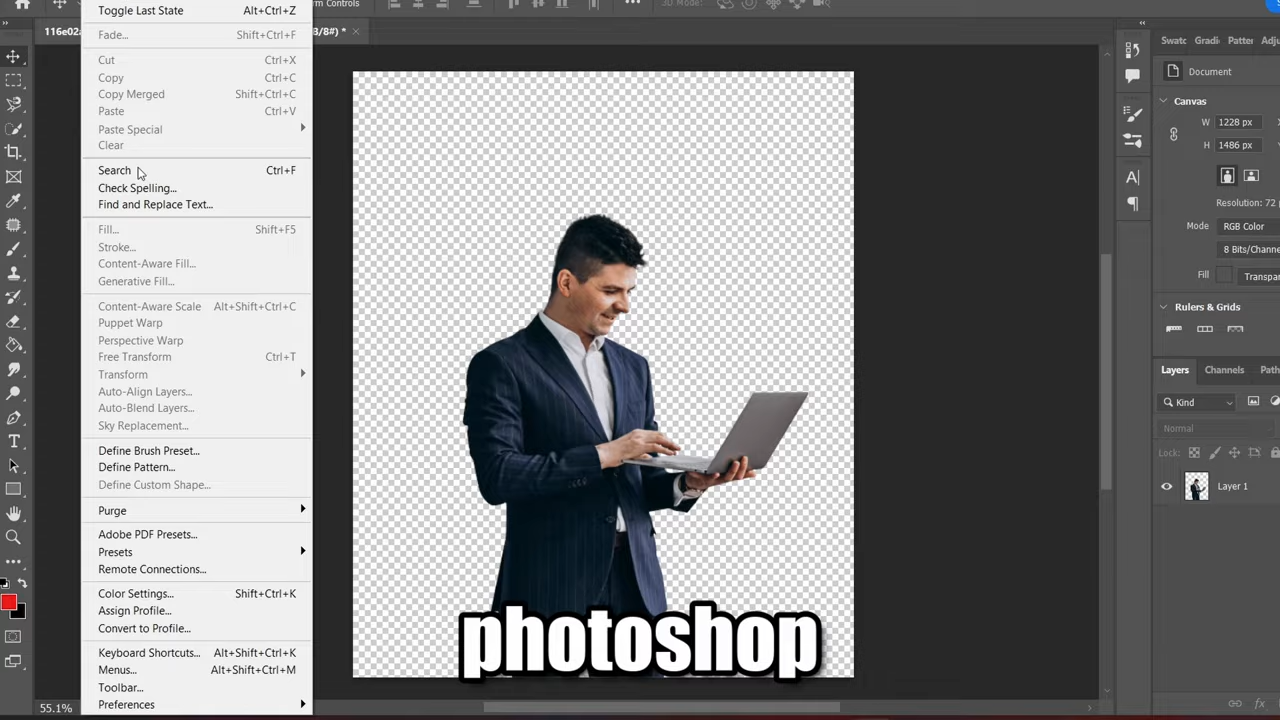 Toggle Last State Alt+Ctrl+Z
m Controls
3D Mode:
116e02a
3/8#) *
Fade... Shift+Ctrl+F
Cut Ctrl+X
Copy Ctrl+C
Copy Merged Shift+Ctrl+C
Paste Ctrl+V
Paste Special
Clear
Search Ctrl+F
Check Spelling...
Find and Replace Text...
Fill... Shift+F5
Stroke...
Content-Aware Fill...
Generative Fill...
Content-Aware Scale Alt+Shift+Ctrl+C
Puppet Warp
Perspective Warp
Free Transform Ctrl+T
Transform
Auto-Align Layers...
Auto-Blend Layers...
Sky Replacement...
Define Brush Preset...
Define Pattern...
Define Custom Shape...
Purge
Adobe PDF Presets...
Presets
Remote Connections...
Color Settings... Shift+Ctrl+K
Assign Profile...
Convert to Profile...
Keyboard Shortcuts... Alt+Shift+Ctrl+K
Menus... Alt+Shift+Ctrl+M
Toolbar...
Preferences
55.1%
photoshop
Swatc Gradi Patter Adju
Document
Canvas
W 1228 px
H 1486 px
Resolution: 72 p
Mode RGB Color
8 Bits/Channe
Fill Transpar
Rulers & Grids
Layers Channels Path
Kind
Normal
Lock:
Layer 1
fx